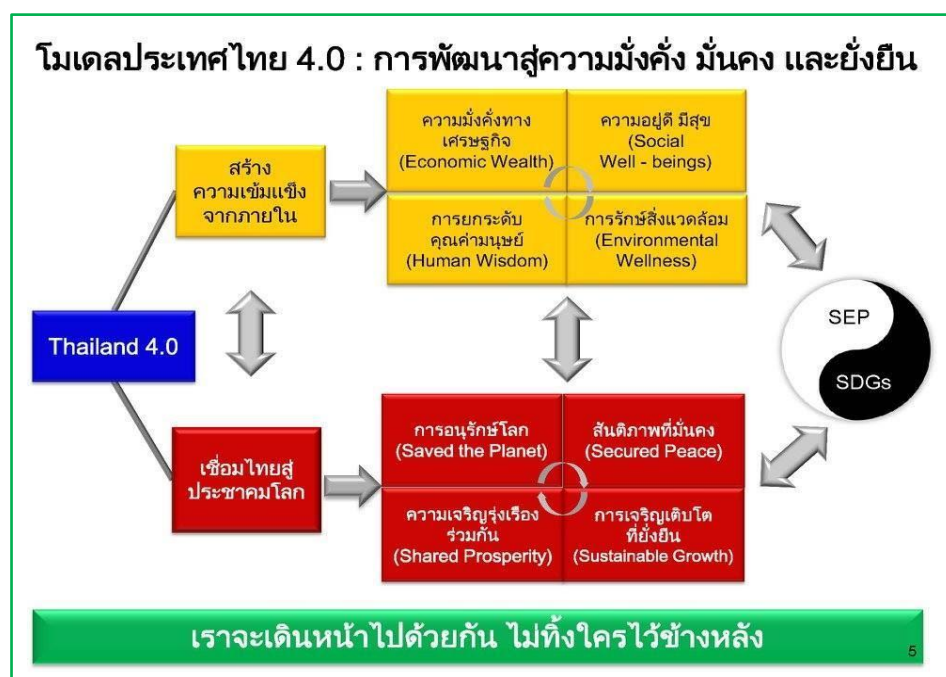 โมเดลประเทศไทย 4.0 : การพัฒนาสู่ความมั่งคั่ง มั่นคง และยั่งยืน
ความมั่งคั่งทาง
เศรษฐกิจ
(Economic Wealth)
ความอยู่ดี มีสุข
(Social
Well - beings)
สร้าง
ความเข้มแข็ง
จากภายใน
การยกระดับ
คุณค่ามนุษย์
(Human Wisdom)
การรักษ์สิ่งแวดล้อม
(Environmental
Wellness)
Thailand 4.0
SEP
SDGs
เชื่อมไทยสู่
ประชาคมโลก
การอนุรักษ์โลก
(Saved the Planet)
สันติภาพที่มั่นคง
(Secured Peace)
ความเจริญรุ่งเรือง
ร่วมกัน
(Shared Prosperity)
การเจริญเติบโต
ที่ยั่งยืน
(Sustainable Growth)
เราจะเดินหน้าไปด้วยกัน ไม่ทิ้งใครไว้ข้างหลัง
5